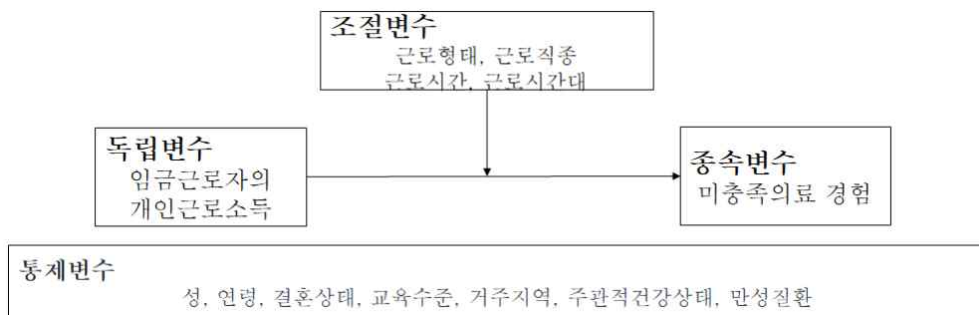 조절변수
근로형태, 근로직종
근로시간, 근로시간대
독립변수
임금근로자의
개인근로소득
종속변수
미충족의료 경험
통제변수
성, 연령, 결혼상태, 교육수준, 거주지역, 주관적건강상태, 만성질환